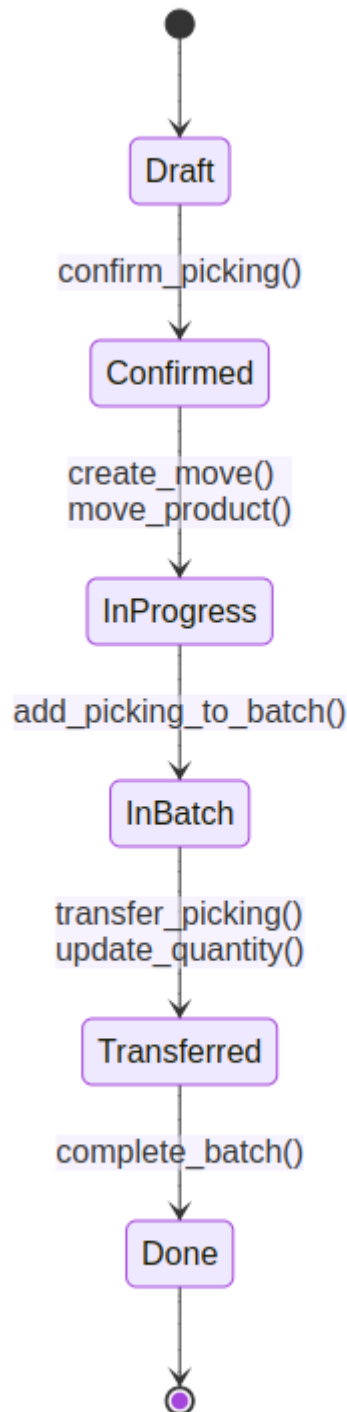 Draft
confirm_picking()
Confirmed
create_move()
move_product()
InProgress
add_picking_to_batch()
InBatch
transfer_picking()
update_quantity()
Transferred
complete_batch()
Done